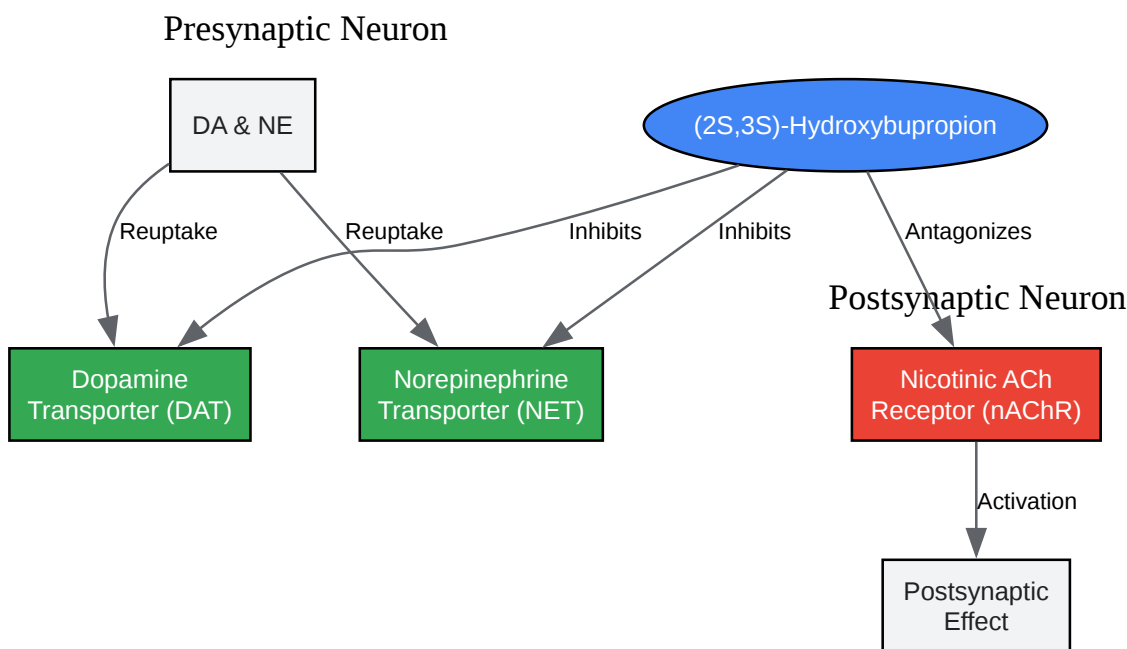 Presynaptic Neuron
DA & NE
(2S,3S)-Hydroxybupropion
Reuptake
Reuptake
Inhibits
Inhibits
Antagonizes
Postsynaptic Neuron
Dopamine
Transporter (DAT)
Norepinephrine
Transporter (NET)
Nicotinic ACh
Receptor (nAChR)
Activation
Postsynaptic
Effect